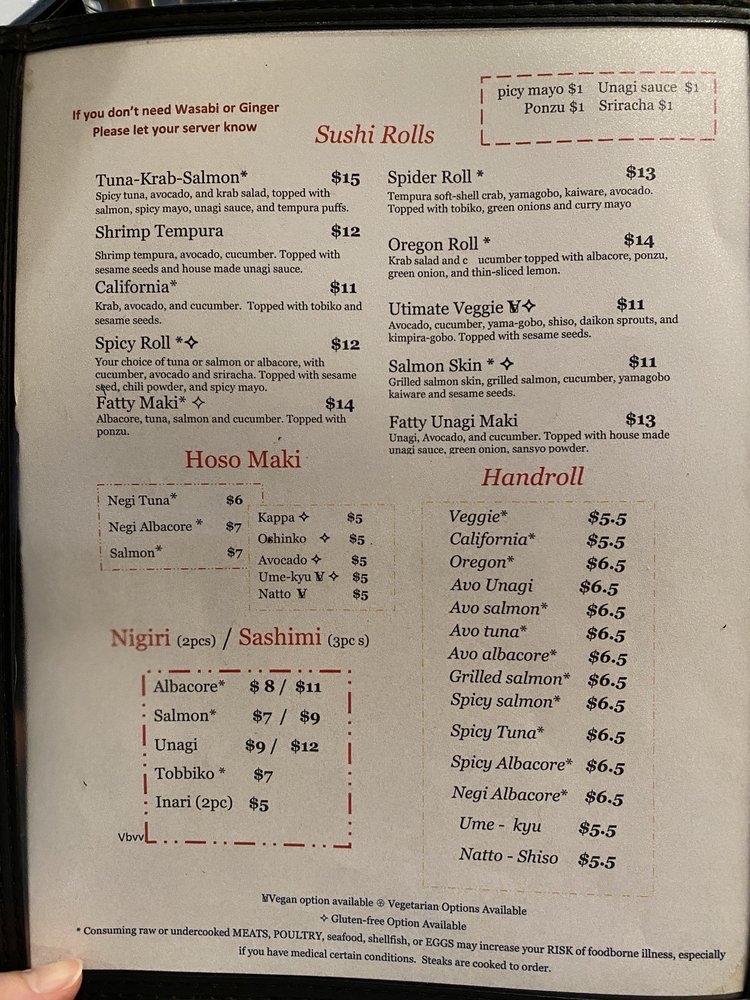 If you don't need Wasabi or Ginger
Please let your server know
picy mayo $1 Unagi sauce $1
Ponzu $1 Sriracha $1
Sushi Rolls
Tuna-Krab-Salmon* $15
Spicy tuna, avocado, and krab salad, topped with
salmon, spicy mayo, unagi sauce, and tempura puffs.
Shrimp Tempura $12
Shrimp tempura, avocado, cucumber. Topped with
sesame seeds and house made unagi sauce.
California* $11
Krab, avocado, and cucumber. Topped with tobiko and
sesame seeds.
Spicy Roll *✧ $12
Your choice of tuna or salmon or albacore, with
cucumber, avocado and sriracha. Topped with sesame
seed, chili powder, and spicy mayo.
Fatty Maki* ✧ $14
Albacore, tuna, salmon and cucumber. Topped with
ponzu.
Spider Roll * $13
Tempura soft-shell crab, yamagobo, kaiware, avocado.
Topped with tobiko, green onions and curry mayo
Oregon Roll * $14
Krab salad and c ucumber topped with albacore, ponzu,
green onion, and thin-sliced lemon.
Utimate Veggie ✧ $11
Avocado, cucumber, yama-gobo, shiso, daikon sprouts, and
kimpira-gobo. Topped with sesame seeds.
Salmon Skin * ✧ $11
Grilled salmon skin, grilled salmon, cucumber, yamagobo
kaiware and sesame seeds.
Fatty Unagi Maki $13
Unagi, Avocado, and cucumber. Topped with house made
unagi sauce, green onion, sansyo powder.
Hoso Maki
Negi Tuna* $6
Negi Albacore * $7
Salmon* $7
Kappa ✧ $5
Oshinko ✧ $5
Avocado ✧ $5
Ume-kyu ✧ $5
Natto $5
Nigiri (2pcs) / Sashimi (3pc s)
Albacore* $ 8 / $11
Salmon* $7 / $9
Unagi $9 / $12
Tobbiko * $7
Inari (2pc) $5
Vbvv
Handroll
Veggie* $5.5
California* $5.5
Oregon* $6.5
Avo Unagi $6.5
Avo salmon* $6.5
Avo tuna* $6.5
Avo albacore* $6.5
Grilled salmon* $6.5
Spicy salmon* $6.5
Spicy Tuna* $6.5
Spicy Albacore* $6.5
Negi Albacore* $6.5
Ume - kyu $5.5
Natto - Shiso $5.5
Vegan option available Vegetarian Options Available
✧ Gluten-free Option Available
* Consuming raw or undercooked MEATS, POULTRY, seafood, shellfish, or EGGS may increase your RISK of foodborne illness, especially
if you have medical certain conditions. Steaks are cooked to order.